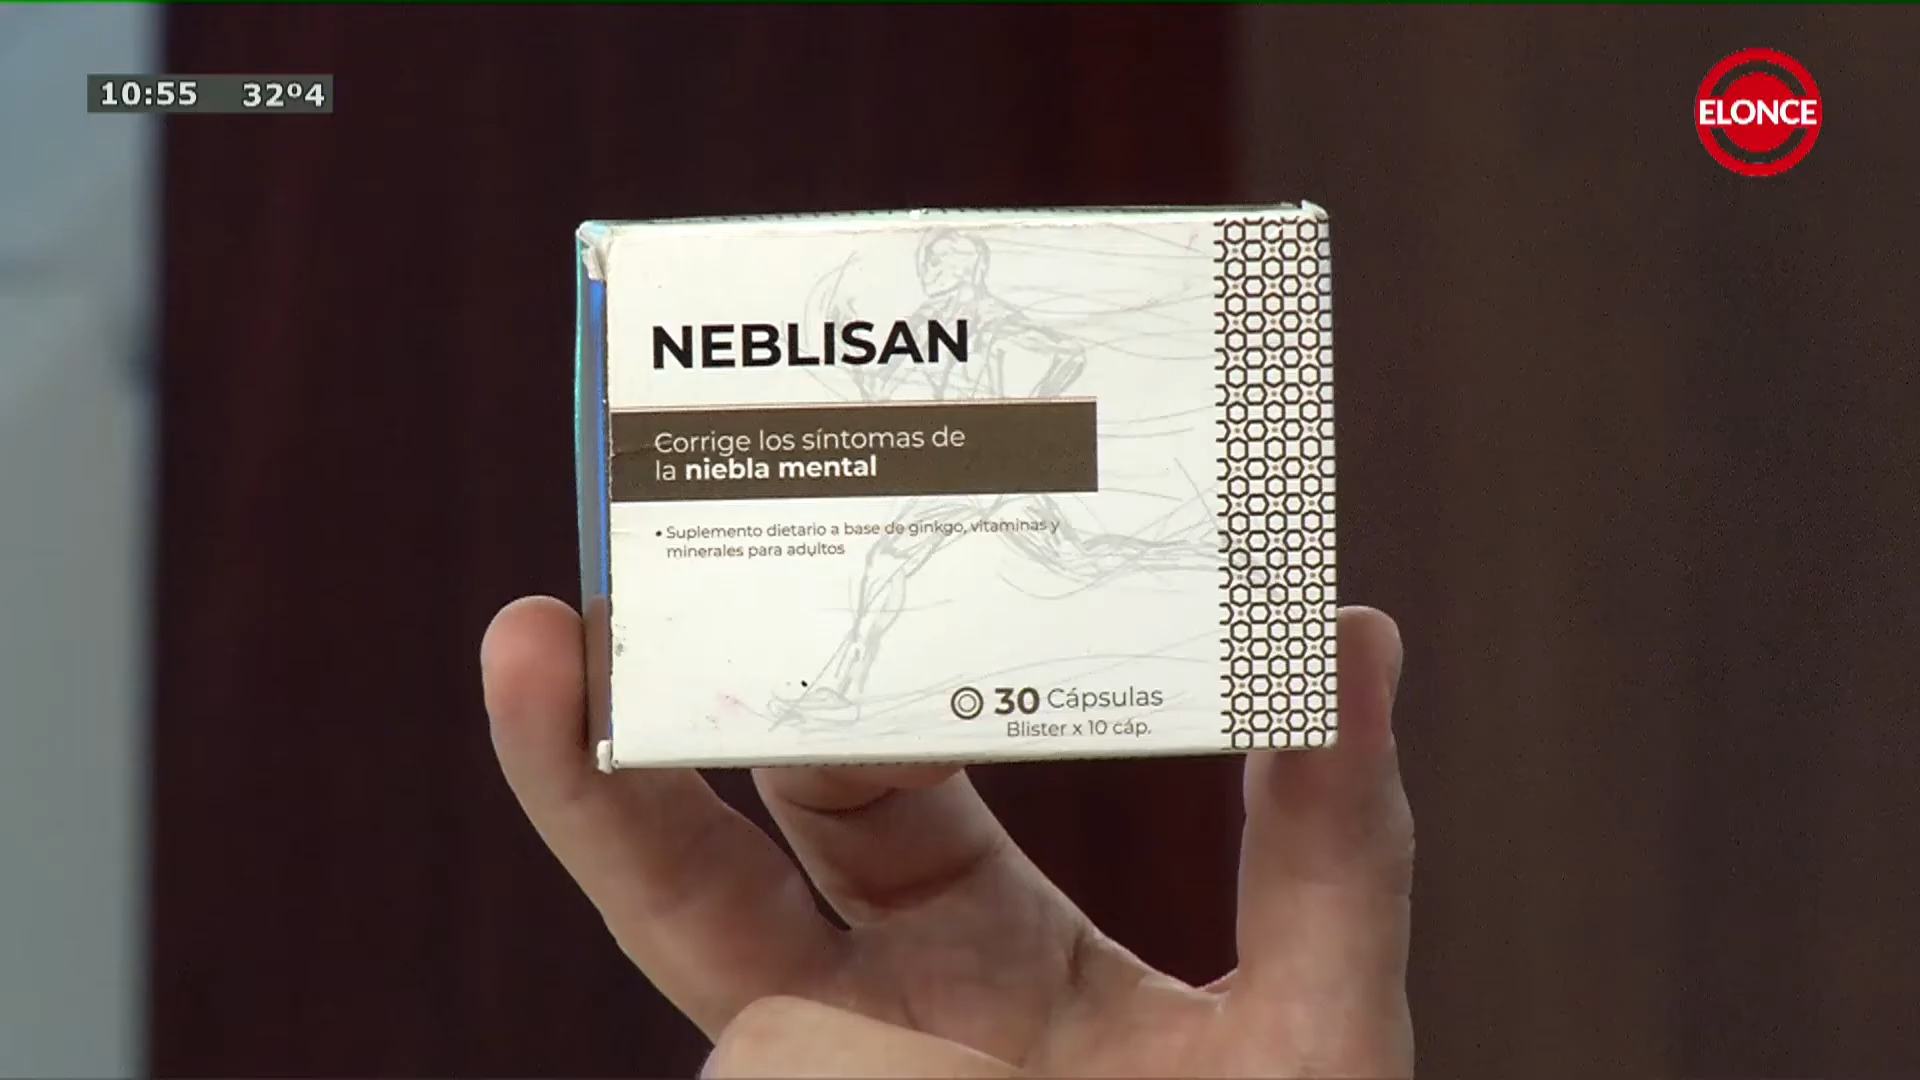 10:55 32º4
ELONCE
NEBLISAN
Corrige los síntomas de
la niebla mental
• Suplemento dietario a base de ginkgo, vitaminas y
minerales para adultos
30 Cápsulas
Blister x 10 cáp.